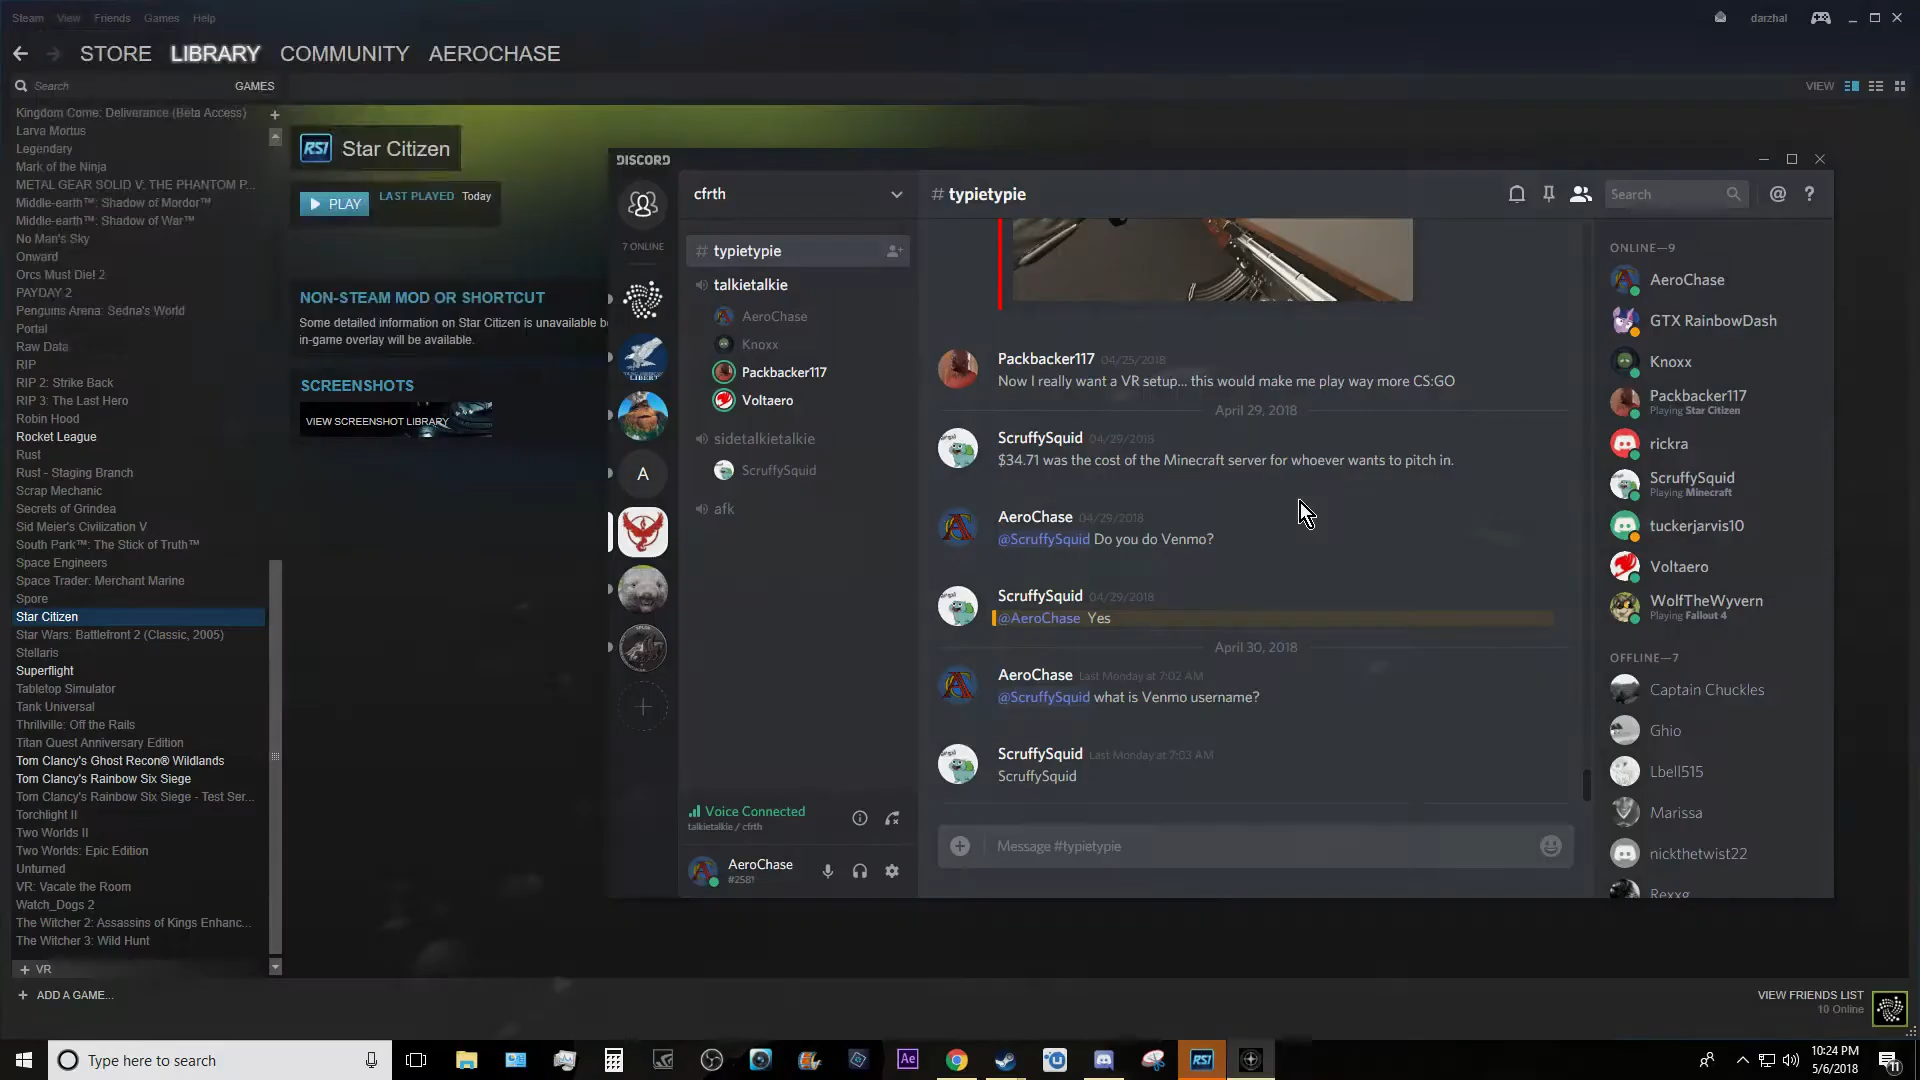 Steam View Friends Games Help
darzhal
STORE LIBRARY COMMUNITY AEROCHASE
Search
GAMES
VIEW
Kingdom Come: Deliverance (Beta Access)
Larva Mortus
Legendary
Mark of the Ninja
METAL GEAR SOLID V: THE PHANTOM P...
Middle-earth™: Shadow of Mordor™
Middle-earth™: Shadow of War™
No Man's Sky
Onward
Orcs Must Die! 2
PAYDAY 2
Penguins Arena: Sedna's World
Portal
Raw Data
RIP
RIP 2: Strike Back
RIP 3: The Last Hero
Robin Hood
Rocket League
Rust
Rust - Staging Branch
Scrap Mechanic
Secrets of Grindea
Sid Meier's Civilization V
South Park™: The Stick of Truth™
Space Engineers
Space Trader: Merchant Marine
Spore
Star Citizen
Star Wars: Battlefront 2 (Classic, 2005)
Stellaris
Superflight
Tabletop Simulator
Tank Universal
Thrillville: Off the Rails
Titan Quest Anniversary Edition
Tom Clancy's Ghost Recon® Wildlands
Tom Clancy's Rainbow Six Siege
Tom Clancy's Rainbow Six Siege - Test Ser...
Torchlight II
Two Worlds II
Two Worlds: Epic Edition
Unturned
VR: Vacate the Room
Watch_Dogs 2
The Witcher 2: Assassins of Kings Enhanc...
The Witcher 3: Wild Hunt
+ VR
+ ADD A GAME...
RSI Star Citizen
PLAY
LAST PLAYED Today
NON-STEAM MOD OR SHORTCUT
Some detailed information on Star Citizen is unavailable b
in-game overlay will be available.
SCREENSHOTS
VIEW SCREENSHOT LIBRARY
DISCORD
7 ONLINE
A
cfrth
# typietypie
talkietalkie
AeroChase
Knoxx
Packbacker117
Voltaero
sidetalkietalkie
ScruffySquid
afk
Voice Connected
talkietalkie / cfrth
AeroChase
#2581
# typietypie
Search
@ ?
Packbacker117 04/25/2018
Now I really want a VR setup... this would make me play way more CS:GO
April 29, 2018
ScruffySquid 04/29/2018
$34.71 was the cost of the Minecraft server for whoever wants to pitch in.
AeroChase 04/29/2018
@ScruffySquid Do you do Venmo?
ScruffySquid 04/29/2018
@AeroChase Yes
April 30, 2018
AeroChase Last Monday at 7:02 AM
@ScruffySquid what is Venmo username?
ScruffySquid Last Monday at 7:03 AM
ScruffySquid
Message #typietypie
ONLINE—9
AeroChase
GTX RainbowDash
Knoxx
Packbacker117
Playing Star Citizen
rickra
ScruffySquid
Playing Minecraft
tuckerjarvis10
Voltaero
WolfTheWyvern
Playing Fallout 4
OFFLINE—7
Captain Chuckles
Ghio
Lbell515
Marissa
nickthetwist22
Rexxg
VIEW FRIENDS LIST
10 Online
Type here to search
Ae
RSI
10:24 PM
5/6/2018
11